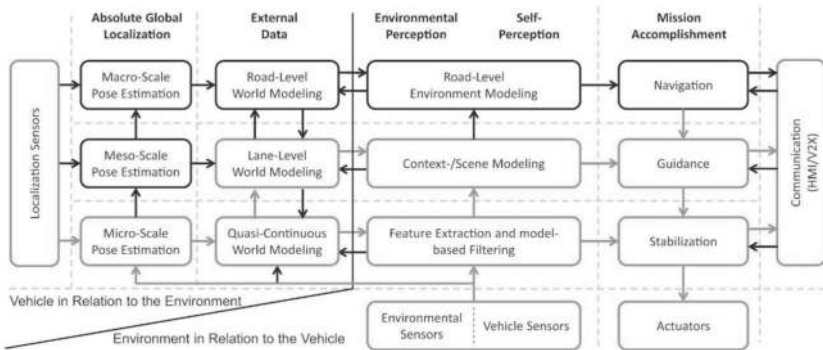 Absolute Global
Localization
External
Data
Environmental
Perception
Self-
Perception
Mission
Accomplishment
Localization Sensors
Macro-Scale
Pose Estimation
Road-Level
World Modeling
Road-Level
Environment Modeling
Navigation
Communication
(HMI/V2X)
Meso-Scale
Pose Estimation
Lane-Level
World Modeling
Context-/Scene Modeling
Guidance
Micro-Scale
Pose Estimation
Quasi-Continuous
World Modeling
Feature Extraction and model-
based Filtering
Stabilization
Vehicle in Relation to the Environment
Environment in Relation to the Vehicle
Environmental
Sensors
Vehicle Sensors
Actuators